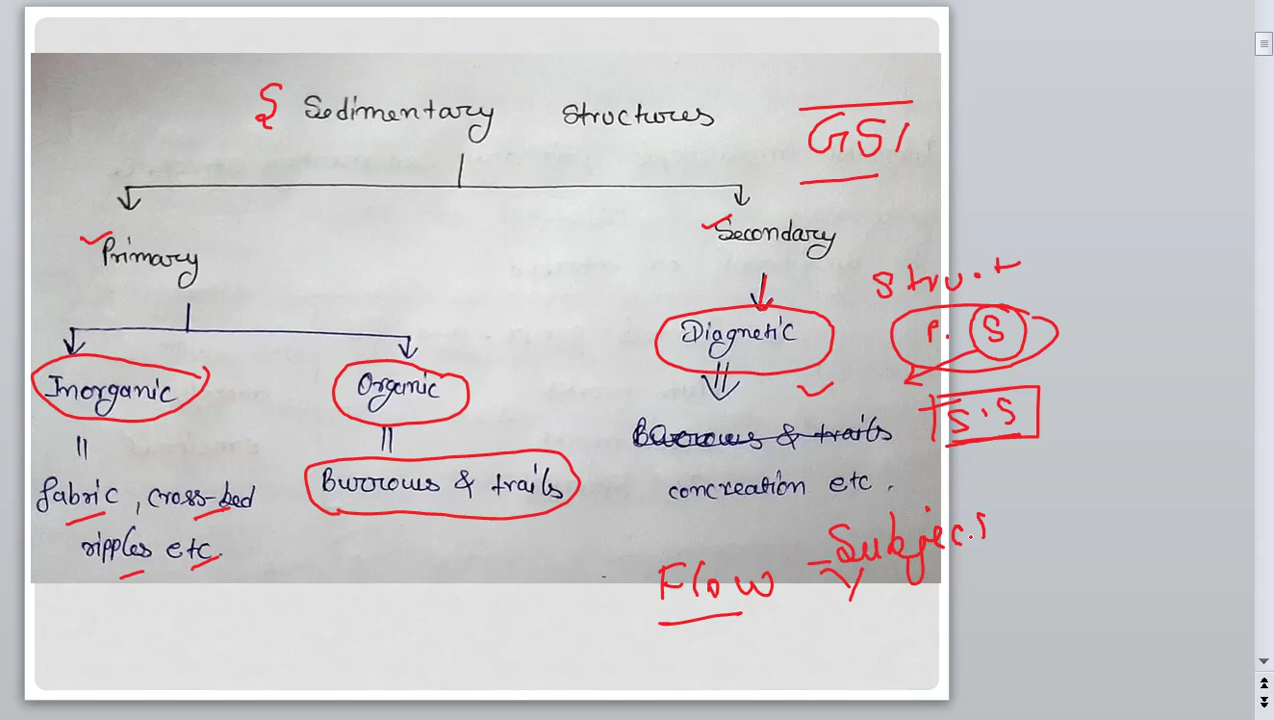 Sedimentary Structures
GSI
Primary
Secondary
Struct
Inorganic
Organic
Diagnetic
P. S
S.S
fabric, cross-bed
ripples etc.
Burrows & trails
Burrows & trails
concreation etc.
Flow
Subject